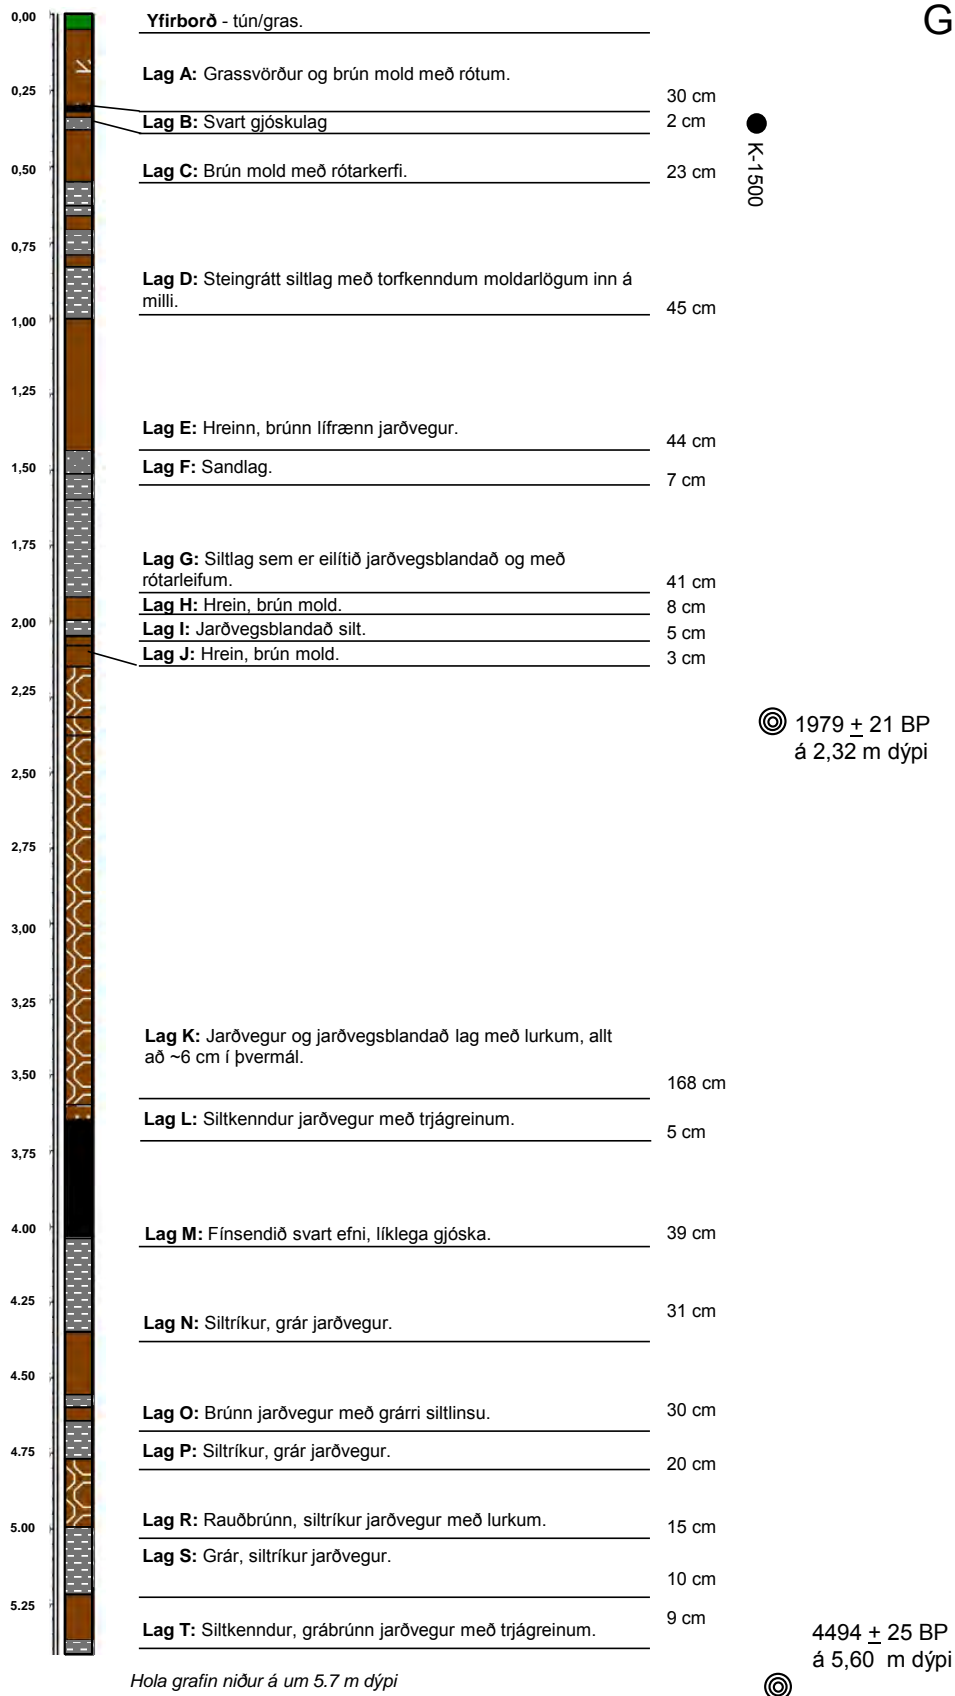 G
0,00
Yfirborð - tún/gras.
Lag A: Grassvörður og brún mold með rótum.
0,25
30 cm
Lag B: Svart gjóskulag
2 cm
K-1500
0,50
Lag C: Brún mold með rótarkerfi.
23 cm
0,75
Lag D: Steingrátt siltlag með torfkenndum moldarlögum inn á
milli.
45 cm
1,00
1,25
Lag E: Hreinn, brúnn lífrænn jarðvegur.
44 cm
1,50
Lag F: Sandlag.
7 cm
1,75
Lag G: Siltlag sem er eilítið jarðvegsblandað og með
rótarleifum.
41 cm
Lag H: Hrein, brún mold.
8 cm
2,00
Lag I: Jarðvegsblandað silt.
5 cm
Lag J: Hrein, brún mold.
3 cm
2,25
1979 ± 21 BP
á 2,32 m dýpi
2,50
2,75
3,00
3,25
Lag K: Jarðvegur og jarðvegsblandað lag með lurkum, allt
að ~6 cm í þvermál.
3,50
168 cm
Lag L: Siltkenndur jarðvegur með trjágreinum.
5 cm
3,75
4.00
Lag M: Fínsendið svart efni, líklega gjóska.
39 cm
4.25
31 cm
Lag N: Siltríkur, grár jarðvegur.
4.50
Lag O: Brúnn jarðvegur með grárri siltlinsu.
30 cm
4.75
Lag P: Siltríkur, grár jarðvegur.
20 cm
5.00
Lag R: Rauðbrúnn, siltríkur jarðvegur með lurkum.
15 cm
Lag S: Grár, siltríkur jarðvegur.
10 cm
5.25
9 cm
Lag T: Siltkenndur, grábrúnn jarðvegur með trjágreinum.
4494 ± 25 BP
á 5,60 m dýpi
Hola grafin niður á um 5.7 m dýpi